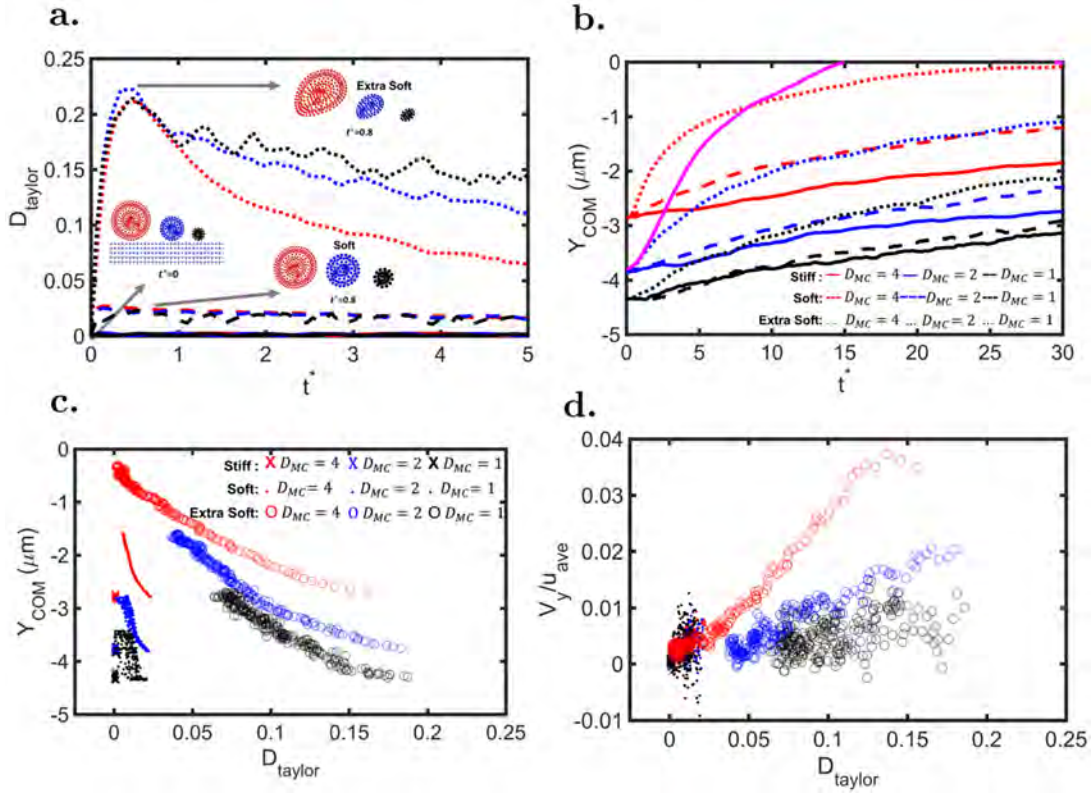 a.
0.25
0.2
0.15
0.1
0.05
0
D_taylor
Extra Soft
t*=0.8
Soft
t*=0.8
t*=0
0 1 2 3 4 5
t*
b.
0
-1
-2
-3
-4
-5
Y_COM (μm)
Stiff : D_MC = 4 D_MC = 2 D_MC = 1
Soft: D_MC = 4 D_MC = 2 D_MC = 1
Extra Soft: D_MC = 4 D_MC = 2 D_MC = 1
0 5 10 15 20 25 30
t*
c.
0
-1
-2
-3
-4
-5
Y_COM (μm)
Stiff : X D_MC = 4 X D_MC = 2 X D_MC = 1
Soft: . D_MC = 4 . D_MC = 2 . D_MC = 1
Extra Soft: O D_MC = 4 O D_MC = 2 O D_MC = 1
0 0.05 0.1 0.15 0.2 0.25
D_taylor
d.
0.04
0.03
0.02
0.01
0
-0.01
V_y/u_ave
0 0.05 0.1 0.15 0.2 0.25
D_taylor